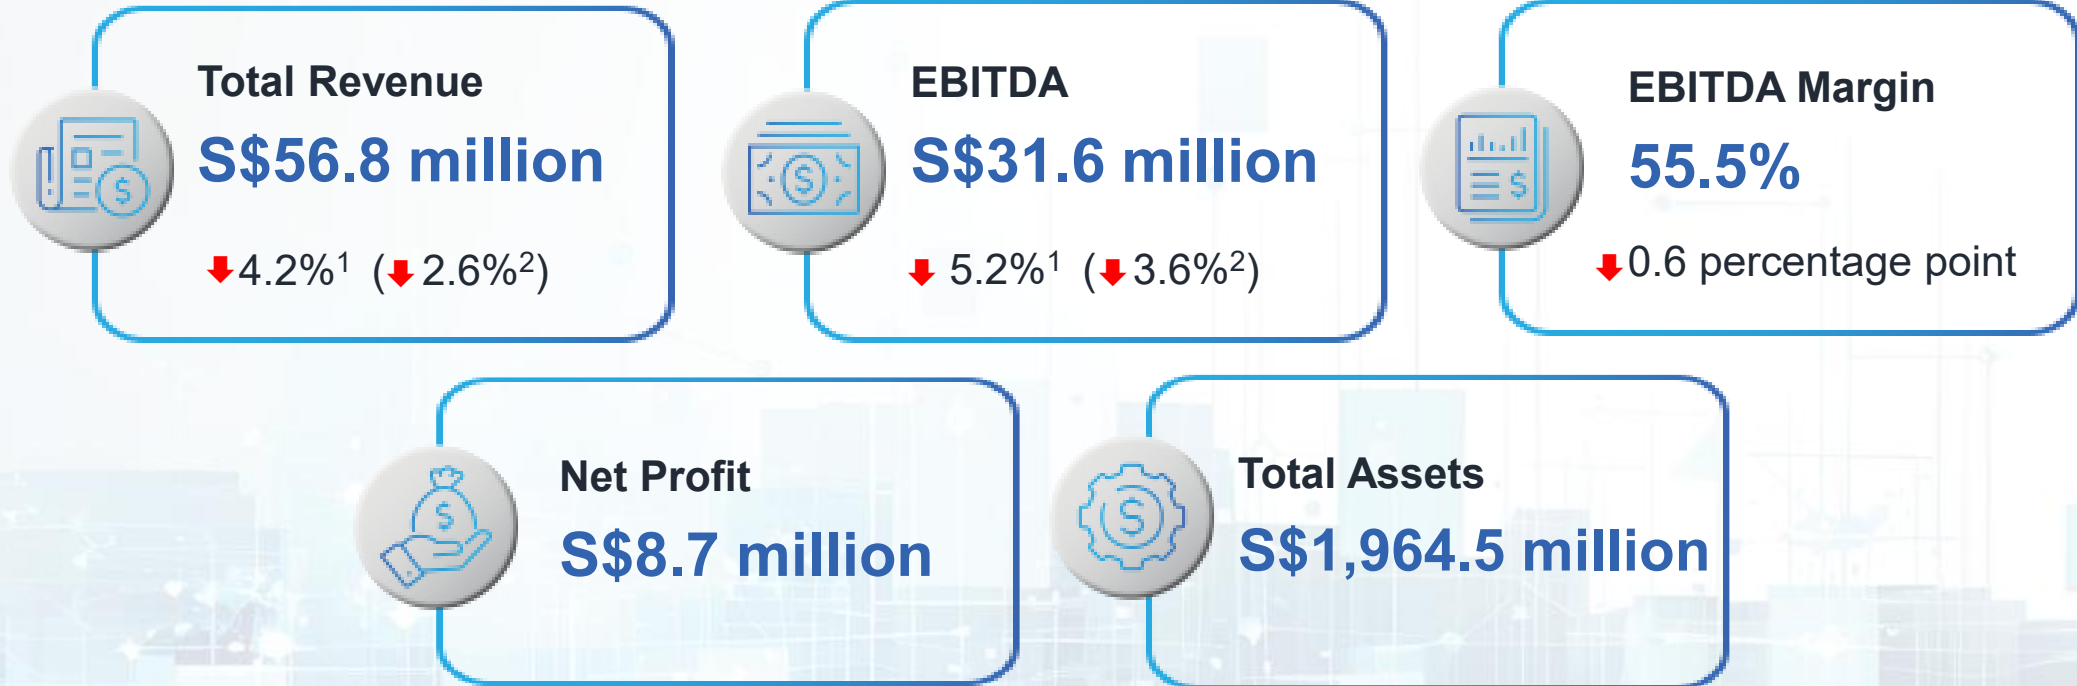 Total Revenue
S$56.8 million
4.2%¹ (2.6%²)
EBITDA
S$31.6 million
5.2%¹ (3.6%²)
EBITDA Margin
55.5%
0.6 percentage point
Net Profit
S$8.7 million
Total Assets
S$1,964.5 million